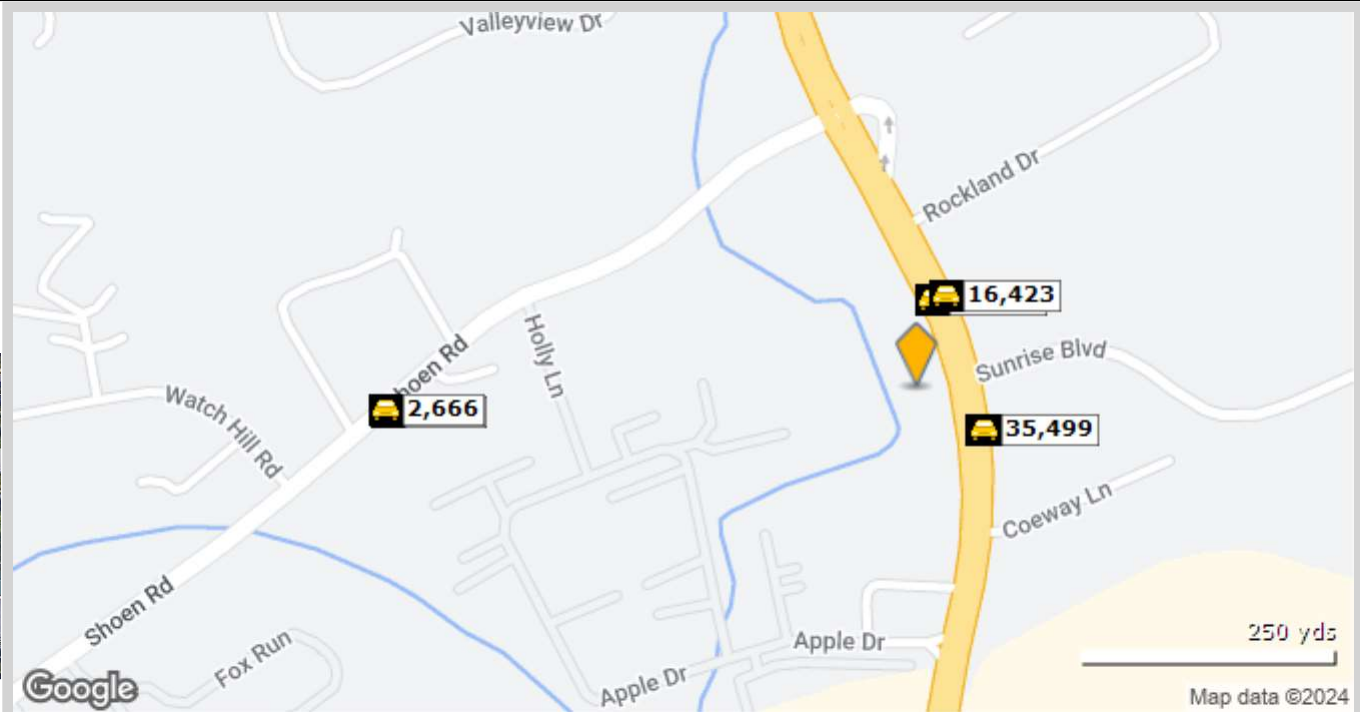 Valleyview Dr
Rockland Dr
16,423
Sunrise Blvd
Holly Ln
Shoen Rd
2,666
Watch Hill Rd
35,499
Coeway Ln
Shoen Rd
Fox Run
Apple Dr
Apple Dr
250 yds
Google
Map data ©2024